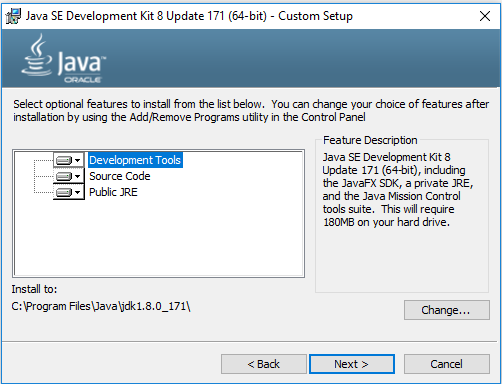 Java SE Development Kit 8 Update 171 (64-bit) - Custom Setup
Java
ORACLE
Select optional features to install from the list below. You can change your choice of features after
installation by using the Add/Remove Programs utility in the Control Panel
Development Tools
Source Code
Public JRE
Feature Description
Java SE Development Kit 8
Update 171 (64-bit), including
the JavaFX SDK, a private JRE,
and the Java Mission Control
tools suite. This will require
180MB on your hard drive.
Install to:
C:\Program Files\Java\jdk1.8.0_171\
Change...
< Back
Next >
Cancel